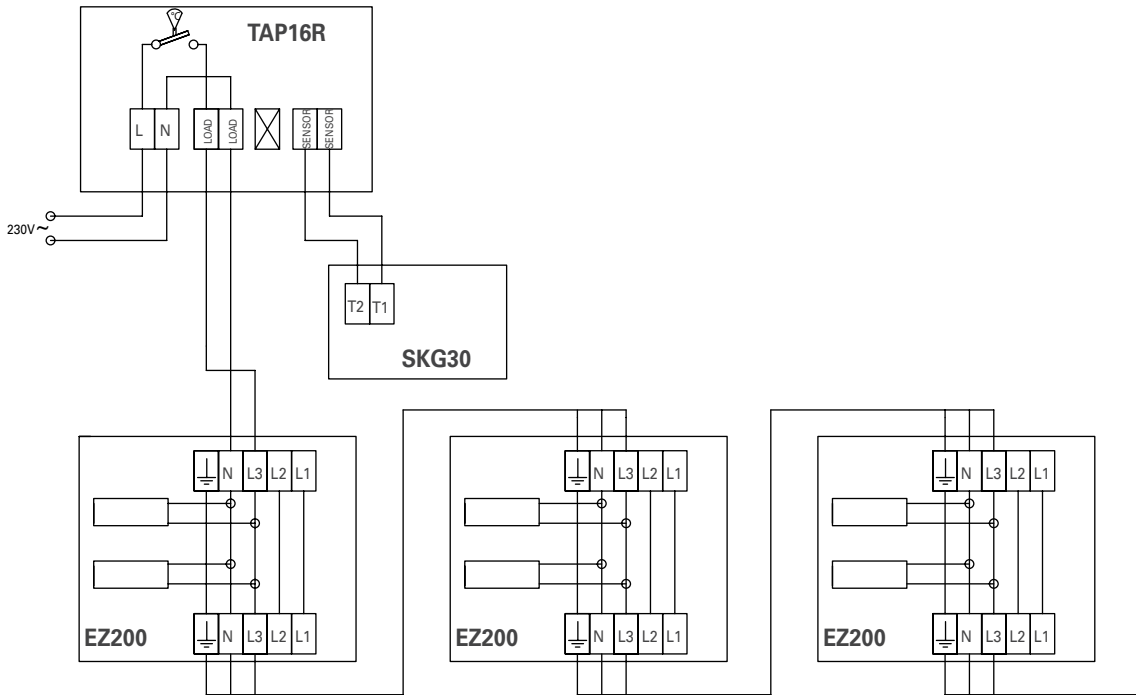 °C
TAP16R
L N LOAD LOAD SENSOR SENSOR
230V~
T2 T1
SKG30
N L3 L2 L1
N L3 L2 L1
EZ200
N L3 L2 L1
N L3 L2 L1
EZ200
N L3 L2 L1
N L3 L2 L1
EZ200